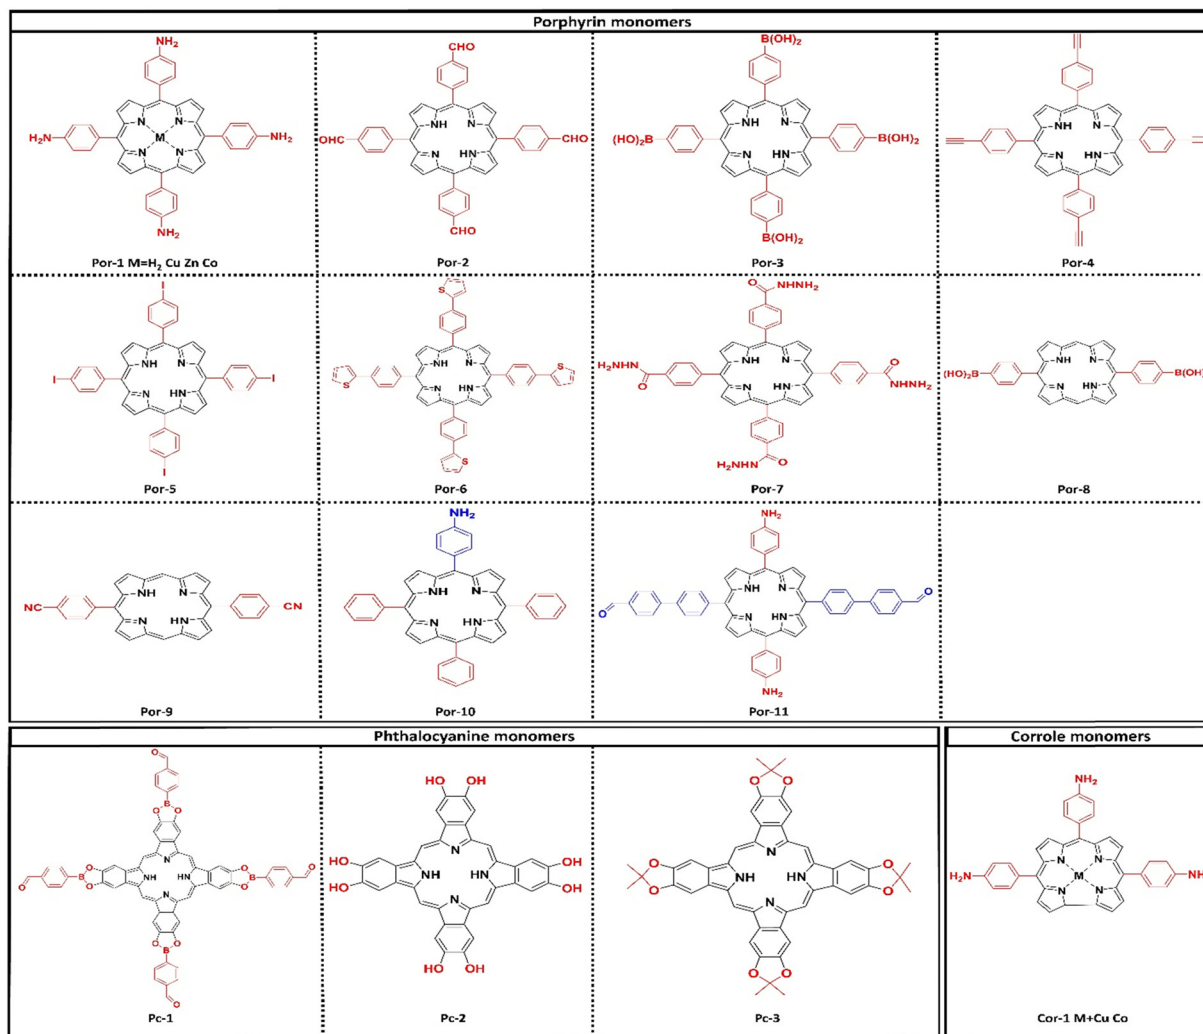 Porphyrin monomers
NH₂
H₂N
N
N
M
N
N
NH₂
NH₂
Por-1 M=H₂ Cu Zn Co
CHO
OHC
NH
N
N
HN
CHO
CHO
Por-2
B(OH)₂
(HO)₂B
NH
N
N
HN
B(OH)₂
B(OH)₂
Por-3
NH
N
N
HN
Por-4
I
I
NH
N
N
HN
I
I
Por-5
S
S
NH
N
N
HN
S
S
Por-6
O
NHNH₂
H₂NHN
O
NH
N
N
HN
O
NHNH₂
H₂NHN
O
Por-7
(HO)₂B
NH
N
N
HN
B(OH)
Por-8
NC
NH
N
N
HN
CN
Por-9
NH₂
NH
N
N
HN
Por-10
NH₂
O
NH
N
N
HN
O
NH₂
Por-11
Phthalocyanine monomers
O
B
O
O
O
O
B
O
N
NH
HN
N
O
B
O
O
O
O
B
O
Pc-1
HO
OH
HO
HO
N
NH
HN
N
OH
OH
HO
OH
Pc-2
O
O
O
O
N
NH
HN
N
O
O
O
O
Pc-3
Corrole monomers
NH₂
H₂N
N
N
M
N
N
NH
Cor-1 M+Cu Co